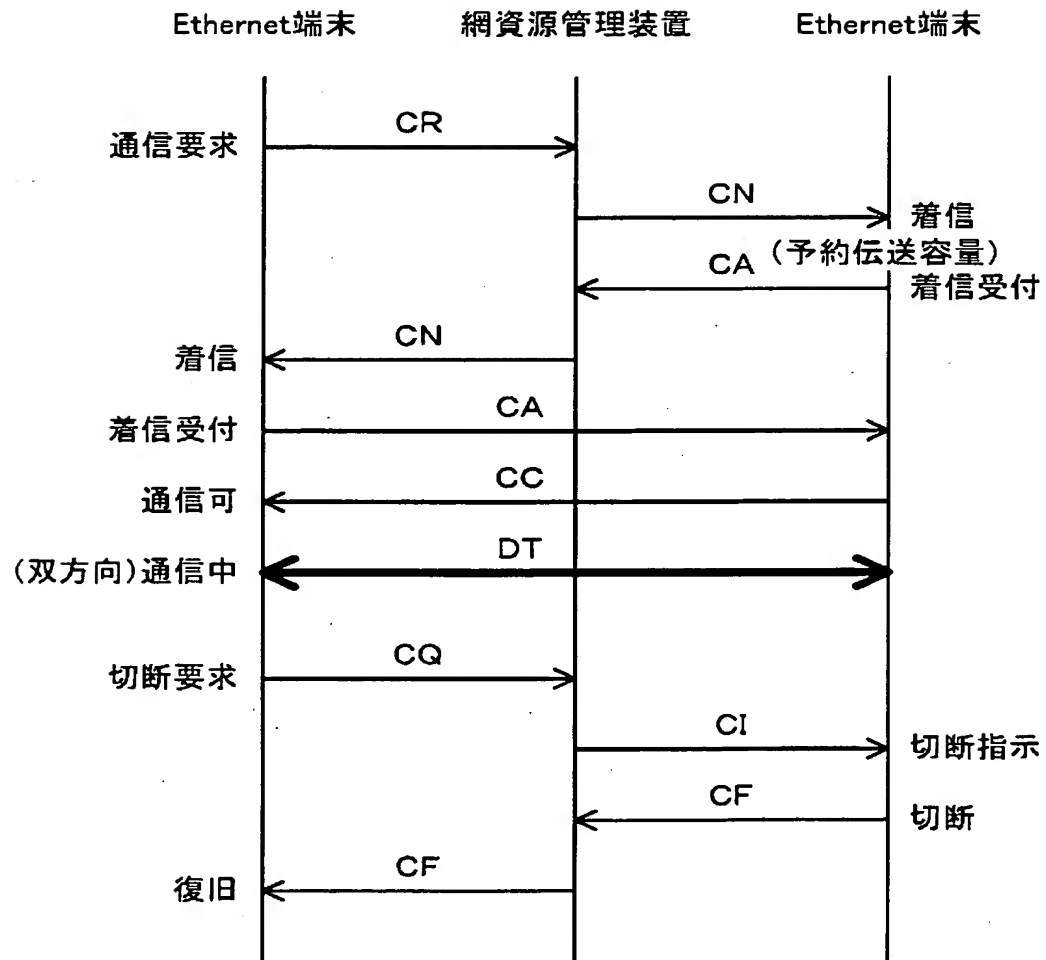 Ethernet端末 網資源管理装置 Ethernet端末
通信要求 CR
CN 着信
(予約伝送容量)
CA 着信受付
着信 CN
着信受付 CA
通信可 CC
(双方向)通信中 DT
切断要求 CQ
CI 切断指示
CF 切断
復旧 CF